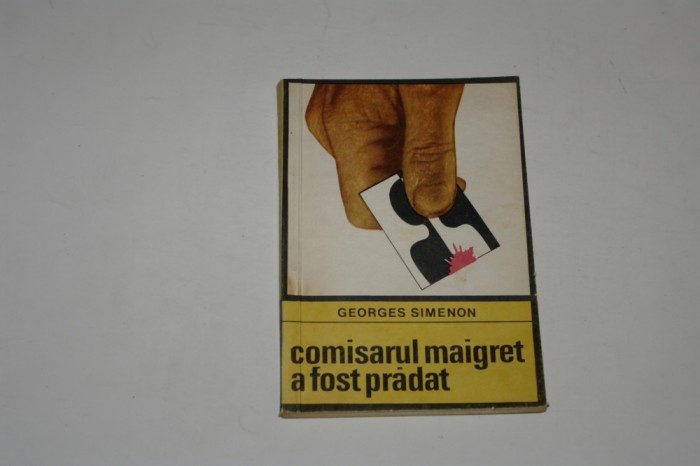 GEORGES SIMENON
comisarul maigret
a fost prădat